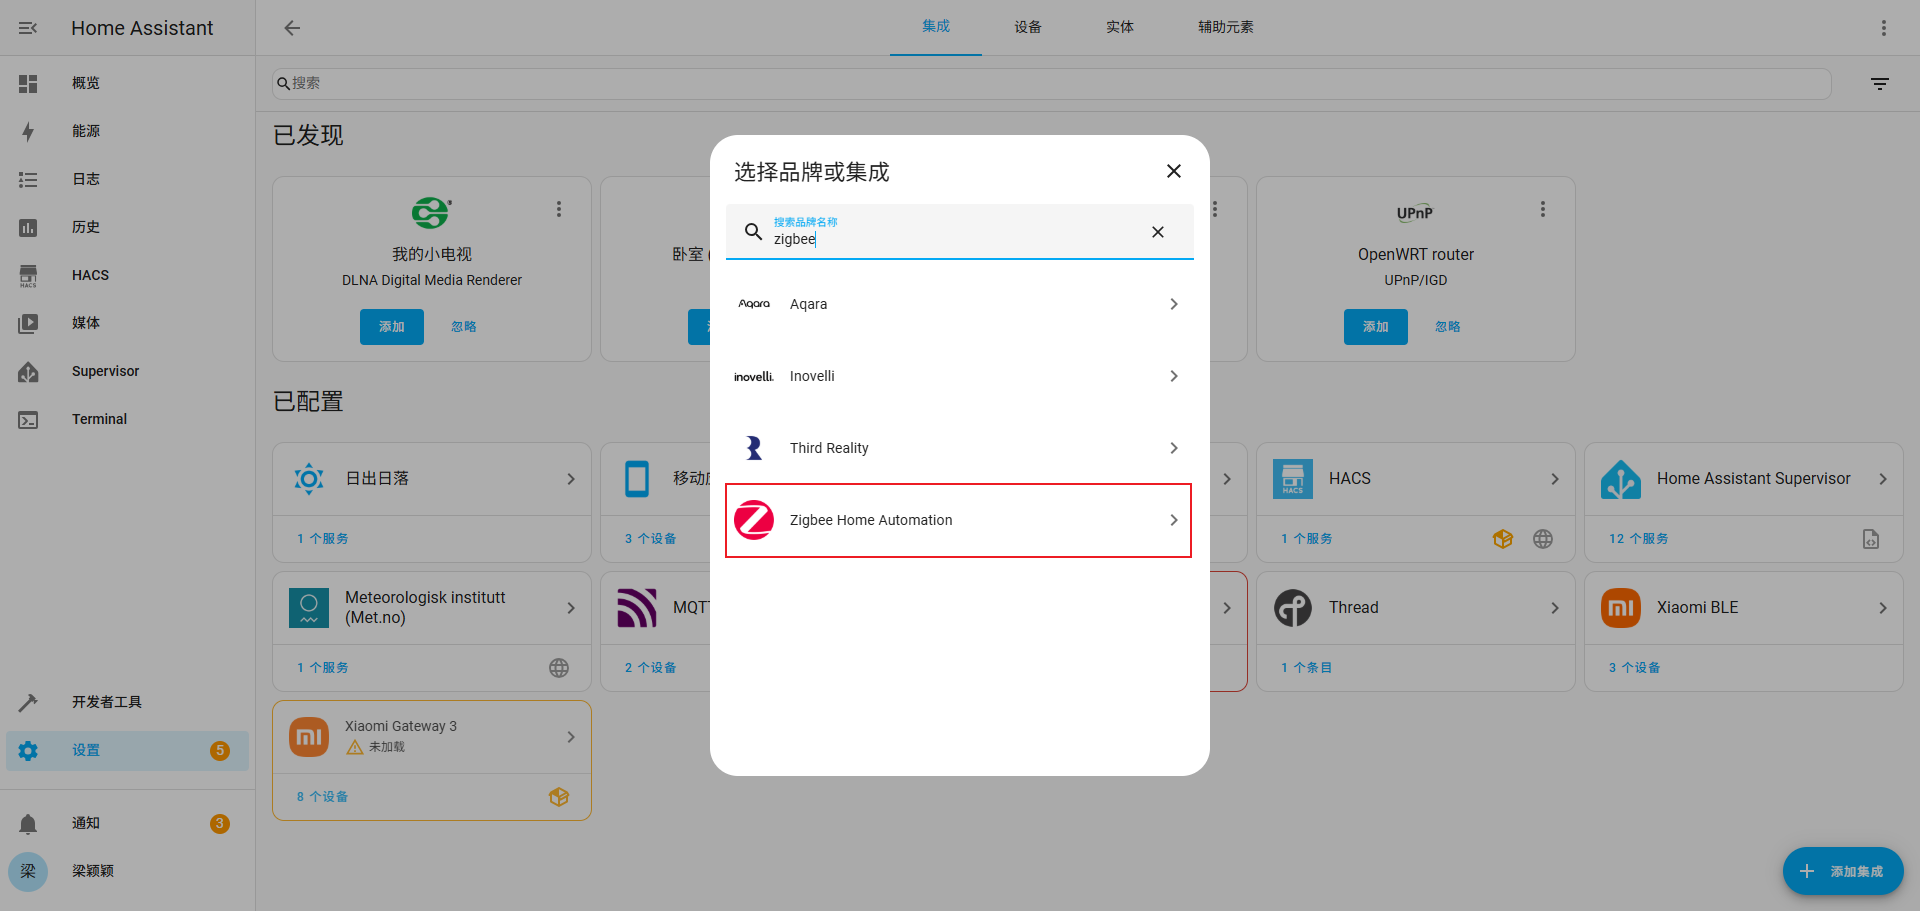 Home Assistant
概览
能源
日志
历史
HACS
媒体
Supervisor
Terminal
开发者工具
设置
5
通知
3
梁
梁颖颖
集成
设备
实体
辅助元素
搜索
已发现
我的小电视
DLNA Digital Media Renderer
添加
忽略
卧室 (
UPnP
OpenWRT router
UPnP/IGD
添加
忽略
已配置
日出日落
1 个服务
移动
3 个设备
HACS
HACS
1 个服务
Home Assistant Supervisor
12 个服务
Meteorologisk institutt
(Met.no)
1 个服务
MQT
2 个设备
Thread
1 个条目
Xiaomi BLE
3 个设备
Xiaomi Gateway 3
未加载
8 个设备
添加集成
选择品牌或集成
搜索品牌名称
zigbee
Aqara
Aqara
inovelli.
Inovelli
Third Reality
Zigbee Home Automation